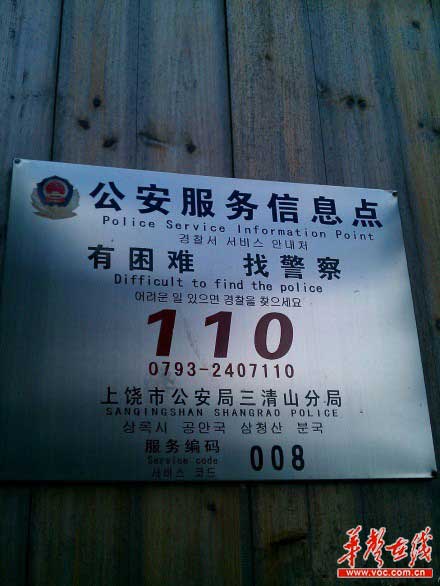 公安服务信息点
Police Service Information Point
경찰서 서비스 안내처
有困难 找警察
Difficult to find the police
어려운 일 있으면 경찰을 찾으세요
110
0793-2407110
上饶市公安局三清山分局
SANQINGSHAN SHANGRAO POLICE
상록시 공안국 삼청산 분국
服务编码
Service code
서비스 코드
008
华声在线
www.voc.com.cn